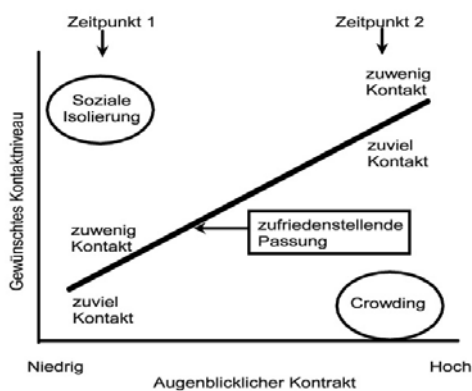 Zeitpunkt 1
Zeitpunkt 2
Gewünschtes Kontaktniveau
Soziale
Isolierung
zuwenig
Kontakt
zuviel
Kontakt
zuwenig
Kontakt
zufriedenstellende
Passung
zuviel
Kontakt
Crowding
Niedrig
Hoch
Augenblicklicher Kontrakt